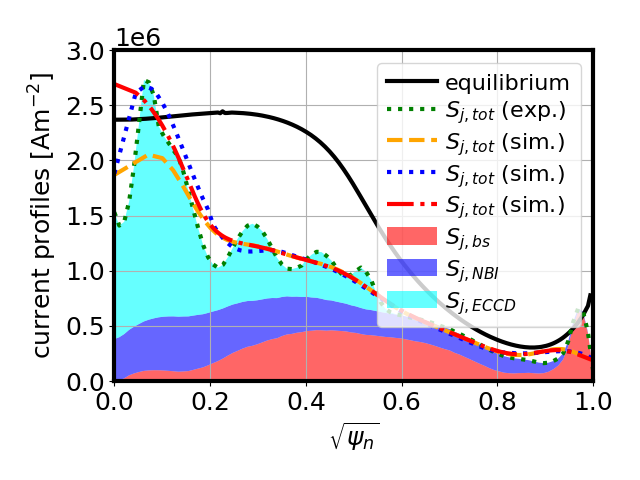 1e6
current profiles [Am⁻²]
3.0
2.5
2.0
1.5
1.0
0.5
0.0
equilibrium
S_{j,tot} (exp.)
S_{j,tot} (sim.)
S_{j,tot} (sim.)
S_{j,tot} (sim.)
S_{j,bs}
S_{j,NBI}
S_{j,ECCD}
0.0 0.2 0.4 0.6 0.8 1.0
√ψ_n